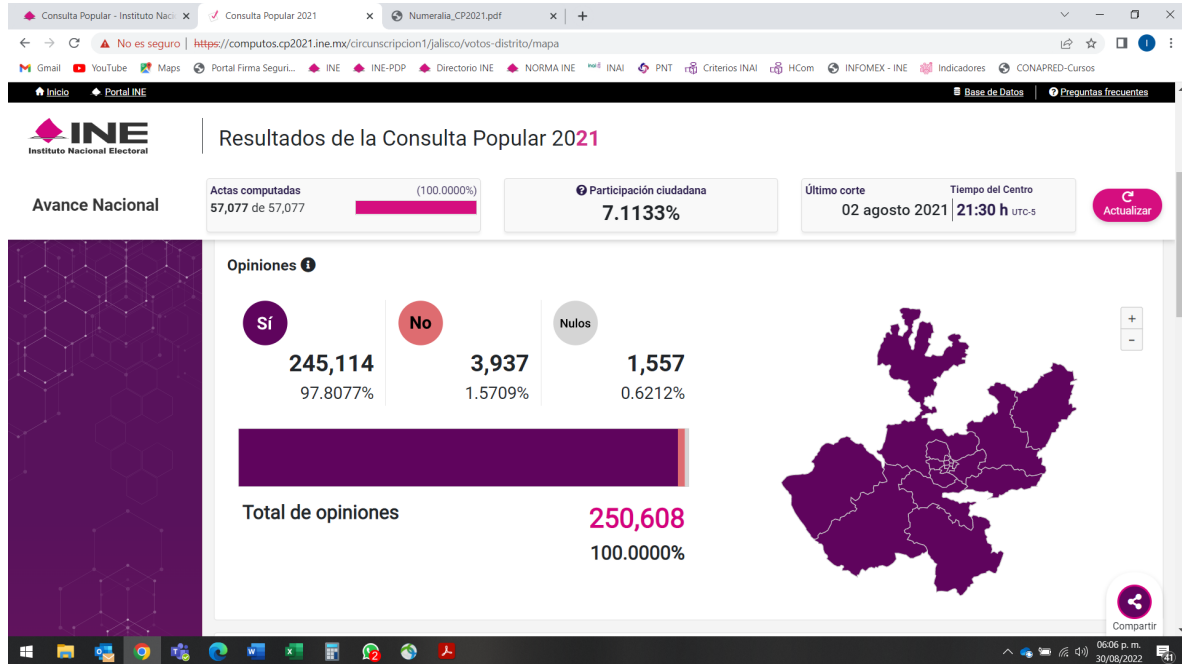 Consulta Popular - Instituto Naci
Consulta Popular 2021
Numeralia_CP2021.pdf
No es seguro | https://computos.cp2021.ine.mx/circunscripcion1/jalisco/votos-distrito/mapa
Gmail YouTube Maps Portal Firma Seguri... INE INE-PDP Directorio INE NORMA INE INAI PNT Criterios INAI HCom INFOMEX - INE Indicadores CONAPRED-Cursos
Inicio Portal INE Base de Datos Preguntas frecuentes
INE
Instituto Nacional Electoral
Resultados de la Consulta Popular 2021
Avance Nacional
Actas computadas (100.0000%)
57,077 de 57,077
Participación ciudadana
7.1133%
Último corte Tiempo del Centro
02 agosto 2021 21:30 h UTC-5
Actualizar
Opiniones
Sí No Nulos
245,114 3,937 1,557
97.8077% 1.5709% 0.6212%
+
-
Total de opiniones 250,608
100.0000%
Compartir
06:06 p. m.
30/08/2022
2
41